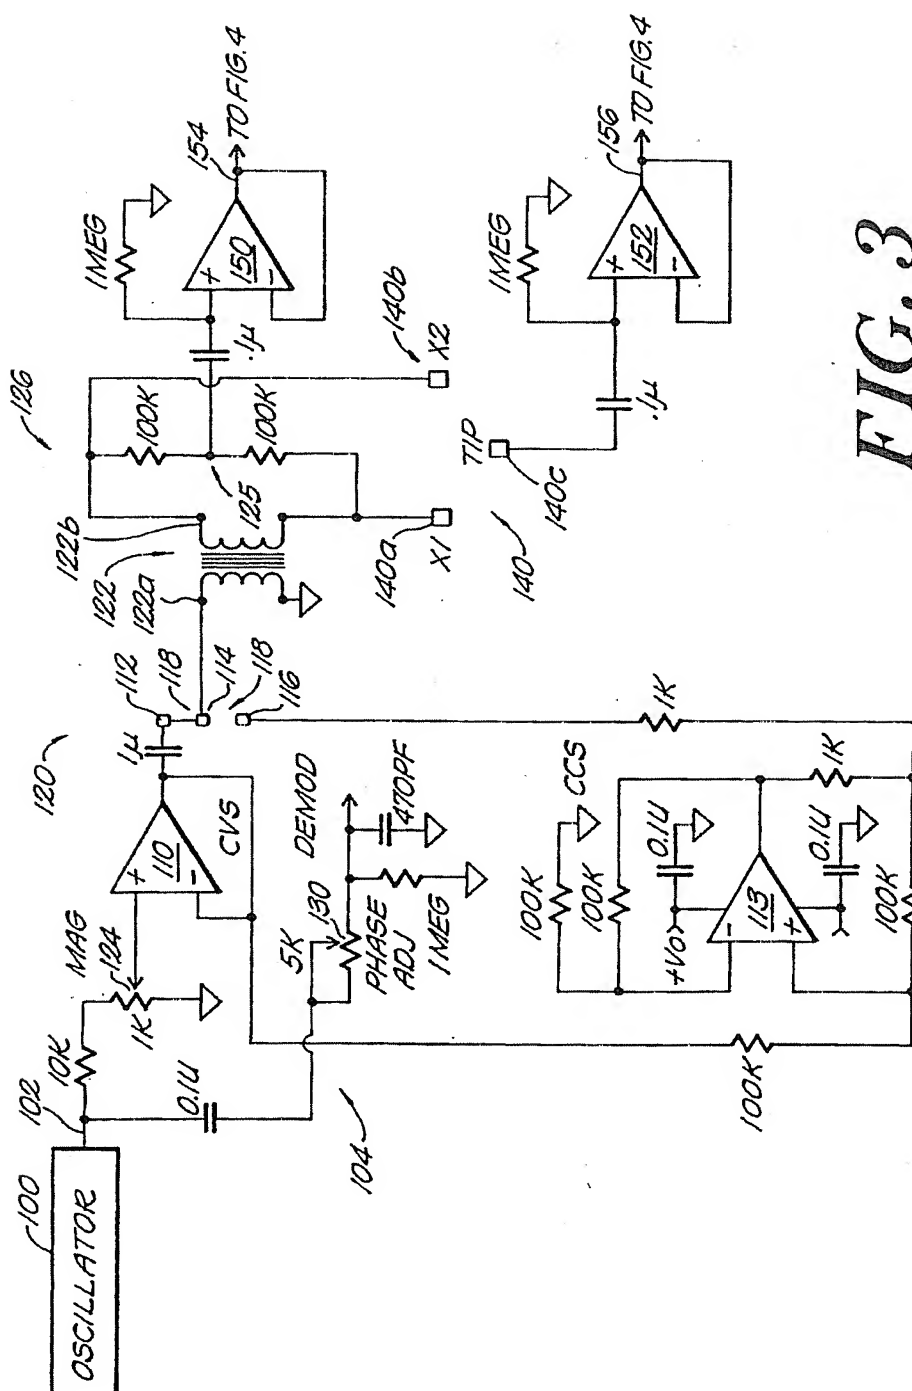 100
OSCILLATOR
102
10K
MAG
124
1K
0.1U
104
110
+
-
CVS
120
1µ
112
118
114
118
116
5K
130
DEMOD
PHASE
ADJ
1MEG
470PF
100K
100K
100K
CCS
+Vo
0.1U
113
-
+
0.1U
1K
100K
1K
122
122a
122b
125
126
100K
100K
.1µ
1MEG
+
150
-
154
TO FIG. 4
140a
X1
140b
X2
140
TIP
140c
.1µ
1MEG
+
152
-
156
TO FIG. 4
FIG. 3